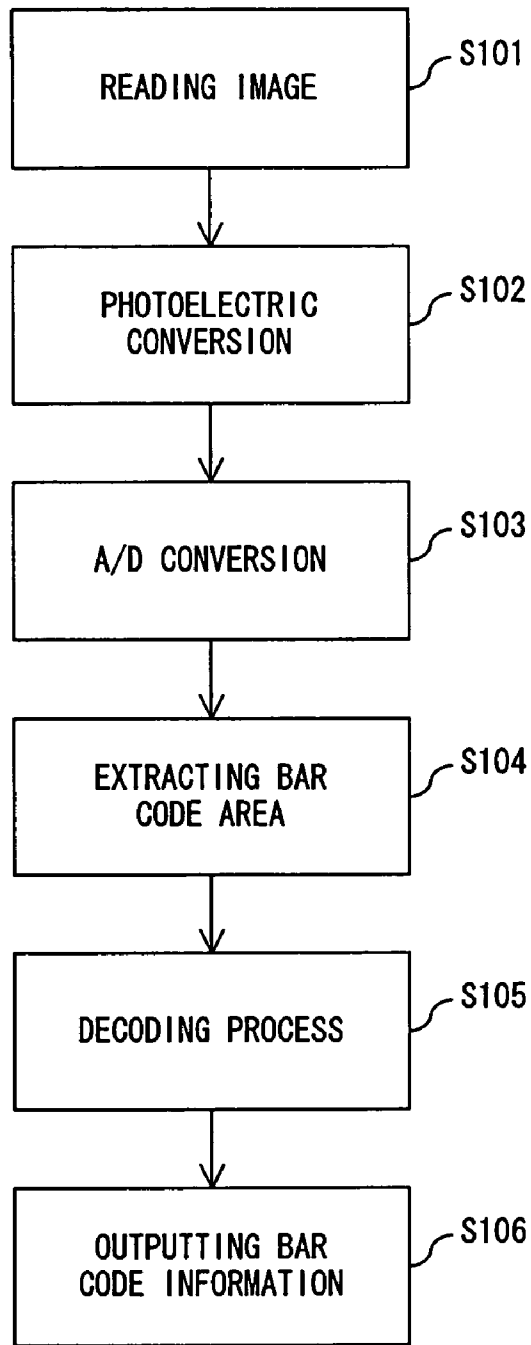 READING IMAGE
S101
PHOTOELECTRIC
CONVERSION
S102
A/D CONVERSION
S103
EXTRACTING BAR
CODE AREA
S104
DECODING PROCESS
S105
OUTPUTTING BAR
CODE INFORMATION
S106